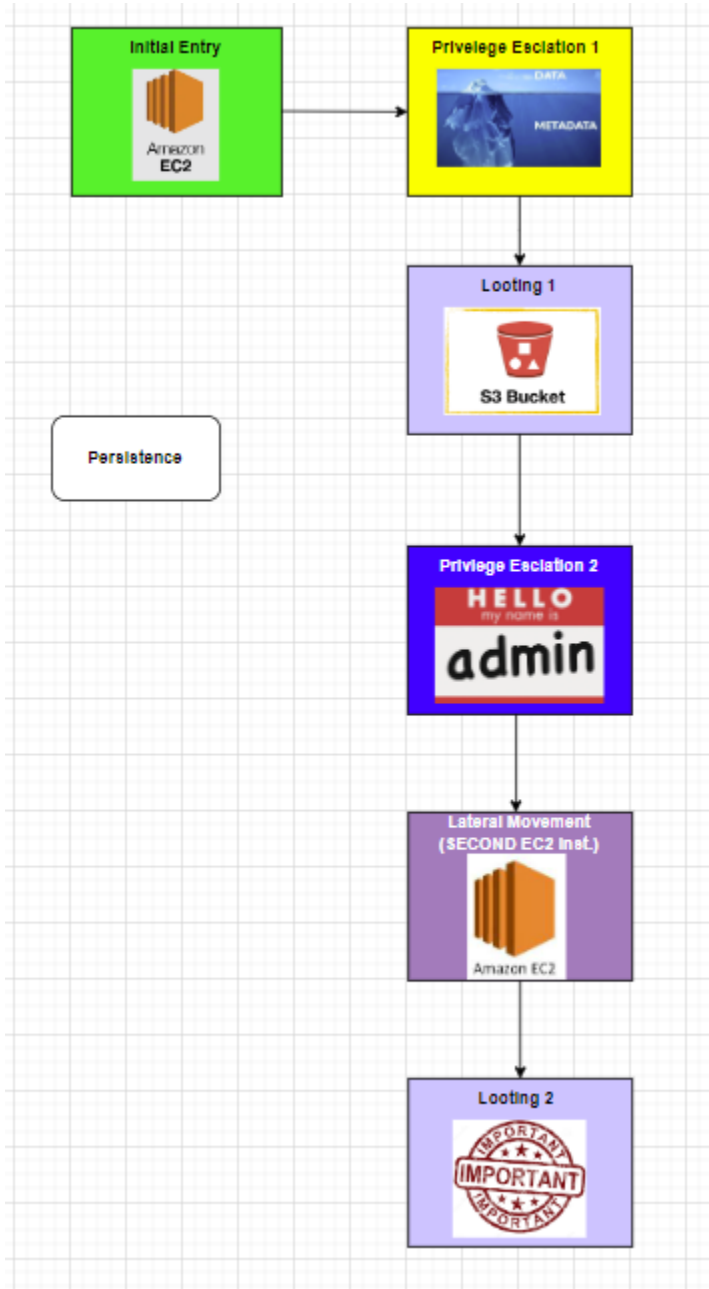 Initial Entry
Amazon
EC2
Privelege Esclation 1
DATA
METADATA
Looting 1
S3 Bucket
Persistence
Privlege Esclation 2
HELLO
my name is
admin
Lateral Movement
(SECOND EC2 Inst.)
Amazon EC2
Looting 2
IMPORTANT
IMPORTANT
IMPORTANT